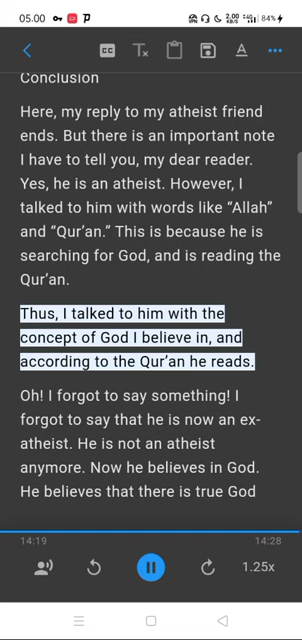 05.00
2.00
84%
CC
Conclusion
Here, my reply to my atheist friend
ends. But there is an important note
I have to tell you, my dear reader.
Yes, he is an atheist. However, I
talked to him with words like “Allah”
and “Qur’an.” This is because he is
searching for God, and is reading the
Qur’an.
Thus, I talked to him with the
concept of God I believe in, and
according to the Qur’an he reads.
Oh! I forgot to say something! I
forgot to say that he is now an ex-
atheist. He is not an atheist
anymore. Now he believes in God.
He believes that there is true God
14:19 14:28
1.25x